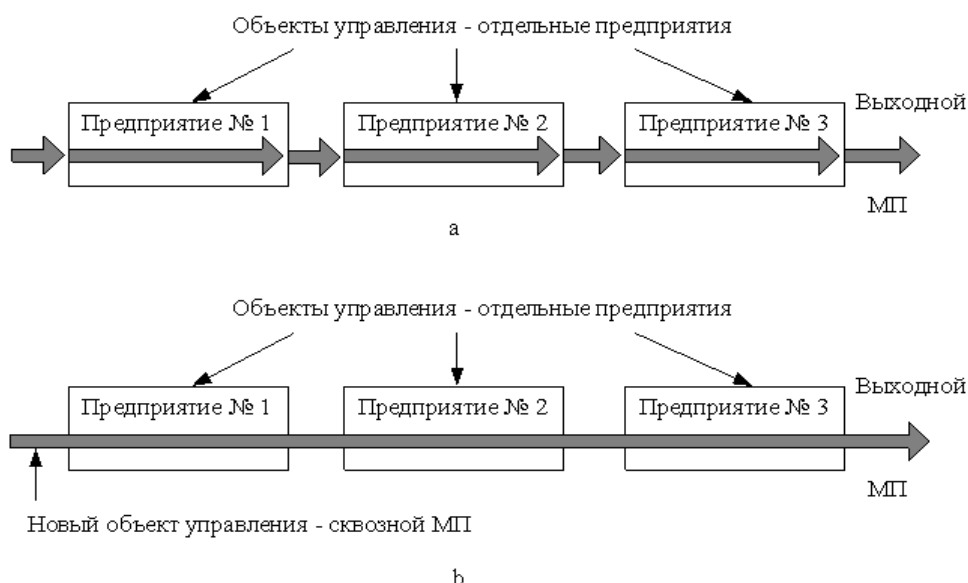 Объекты управления - отдельные предприятия
Выходной
Предприятие № 1
Предприятие № 2
Предприятие № 3
МП
a
Объекты управления - отдельные предприятия
Выходной
Предприятие № 1
Предприятие № 2
Предприятие № 3
МП
Новый объект управления - сквозной МП
b